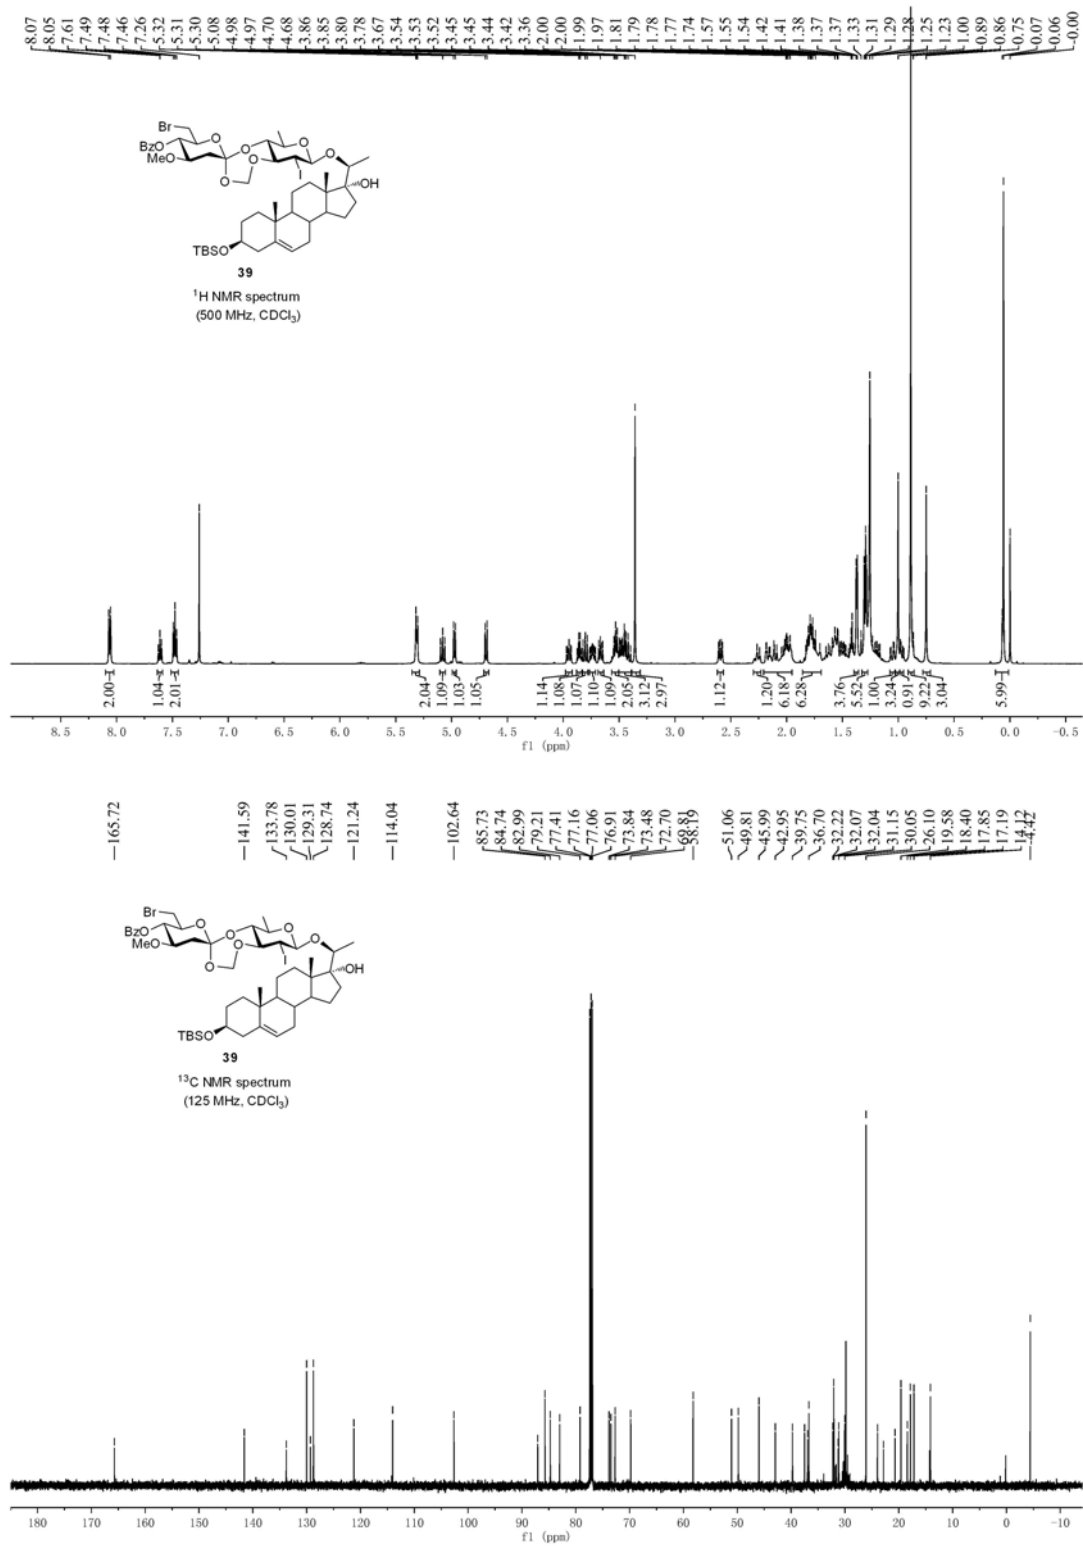 8.07 8.05 7.61 7.49 7.48 7.46 7.26 5.32 5.31 5.30 5.08 4.98 4.97 4.70 4.68 3.86 3.85 3.80 3.78 3.67 3.54 3.53 3.52 3.45 3.45 3.44 3.42 3.36 2.00 2.00 1.99 1.97 1.81 1.79 1.78 1.77 1.74 1.57 1.55 1.54 1.42 1.41 1.38 1.37 1.37 1.33 1.31 1.29 1.28 1.25 1.23 1.00 0.89 0.86 0.75 0.07 0.06 -0.00
Br
O
BzO
O
O
O
MeO
O
O
I
O
OH
TBSO
39
¹H NMR spectrum
(500 MHz, CDCl₃)
2.00 1.04 2.01 2.04 1.09 1.03 1.05 1.14 1.08 1.07 1.10 1.09 2.05 3.12 2.97 1.12 1.20 6.18 6.28 3.76 5.52 1.00 3.24 0.91 9.22 3.04 5.99
8.5 8.0 7.5 7.0 6.5 6.0 5.5 5.0 4.5 4.0 3.5 3.0 2.5 2.0 1.5 1.0 0.5 0.0 -0.5
f1 (ppm)
165.72 141.59 133.78 130.01 129.31 128.74 121.24 114.04 102.64 85.73 84.74 82.99 79.21 77.41 77.16 77.06 76.91 73.84 73.48 72.70 69.81 58.19 51.06 49.81 45.99 42.95 39.75 36.70 32.22 32.07 32.04 31.15 30.05 26.10 19.58 18.40 17.85 17.19 14.12 -4.42
Br
O
BzO
O
O
O
MeO
O
O
I
O
OH
TBSO
39
¹³C NMR spectrum
(125 MHz, CDCl₃)
180 170 160 150 140 130 120 110 100 90 80 70 60 50 40 30 20 10 0 -10
f1 (ppm)